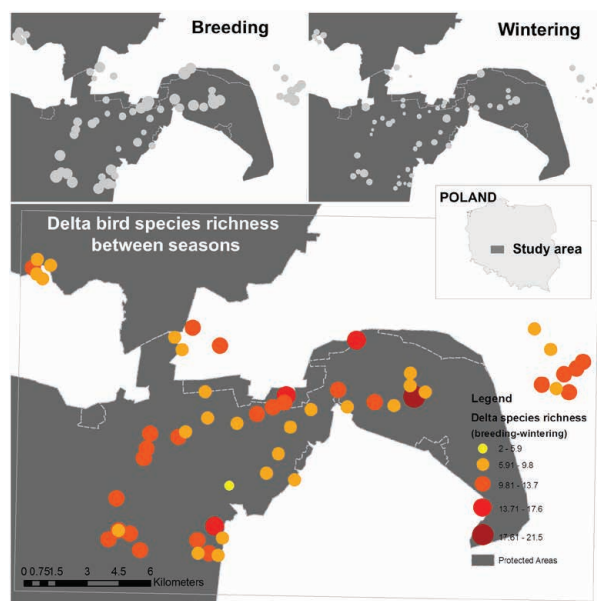 Breeding
Wintering
POLAND
Study area
Delta bird species richness
between seasons
Legend
Delta species richness
(breeding-wintering)
2 - 5.9
5.91 - 9.8
9.81 - 13.7
13.71 - 17.6
17.61 - 21.5
Protected Areas
0 0.75 1.5 3 4.5 6
Kilometers